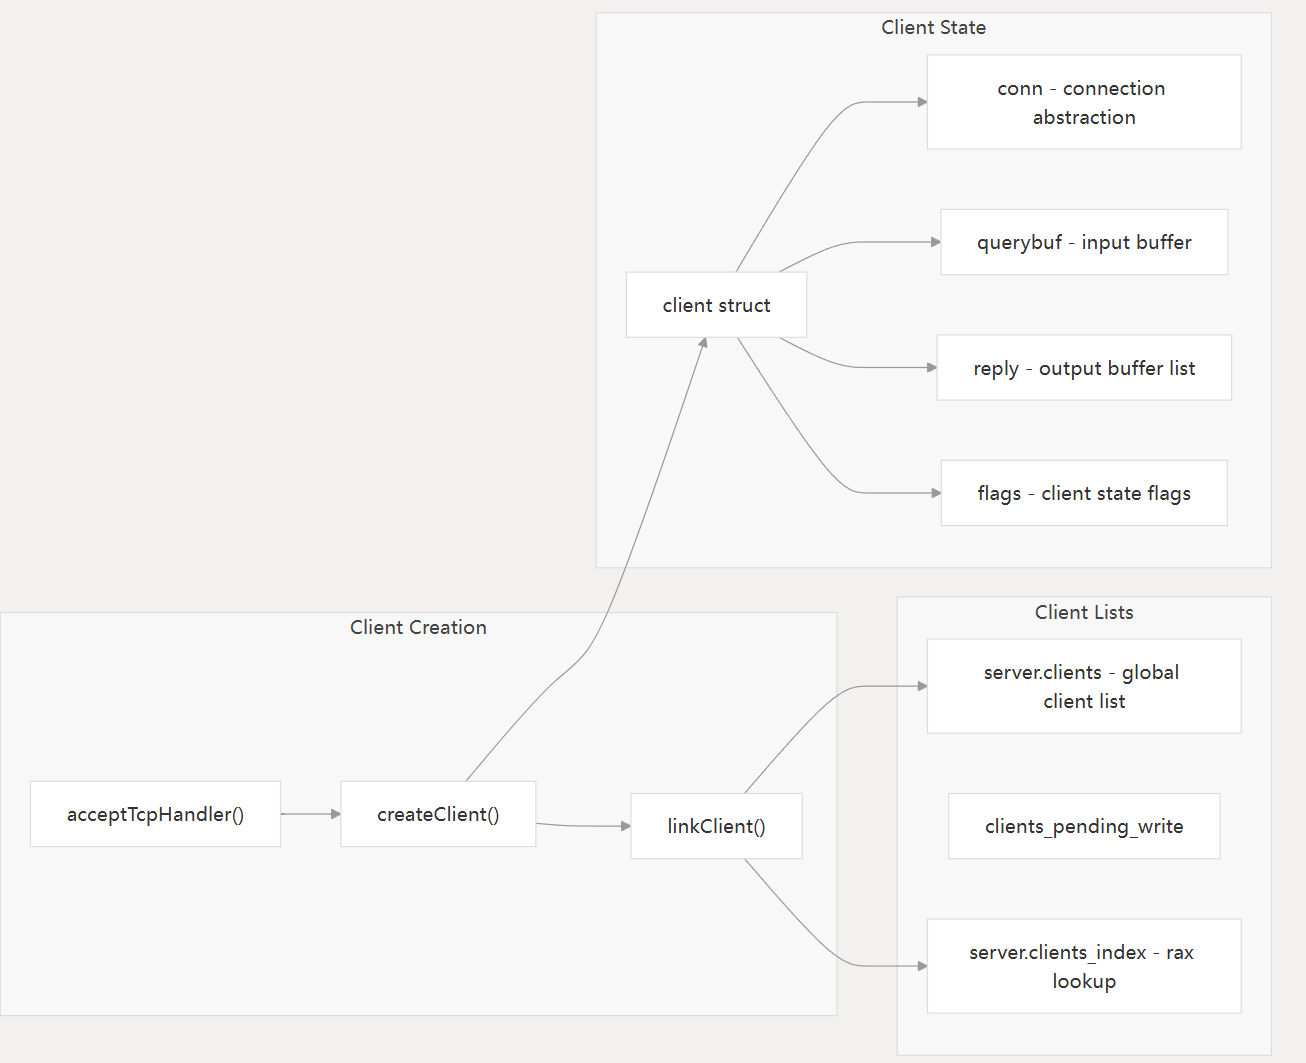 Client State
conn - connection
abstraction
querybuf - input buffer
client struct
reply - output buffer list
flags - client state flags
Client Creation
acceptTcpHandler()
createClient()
linkClient()
Client Lists
server.clients - global
client list
clients_pending_write
server.clients_index - rax
lookup